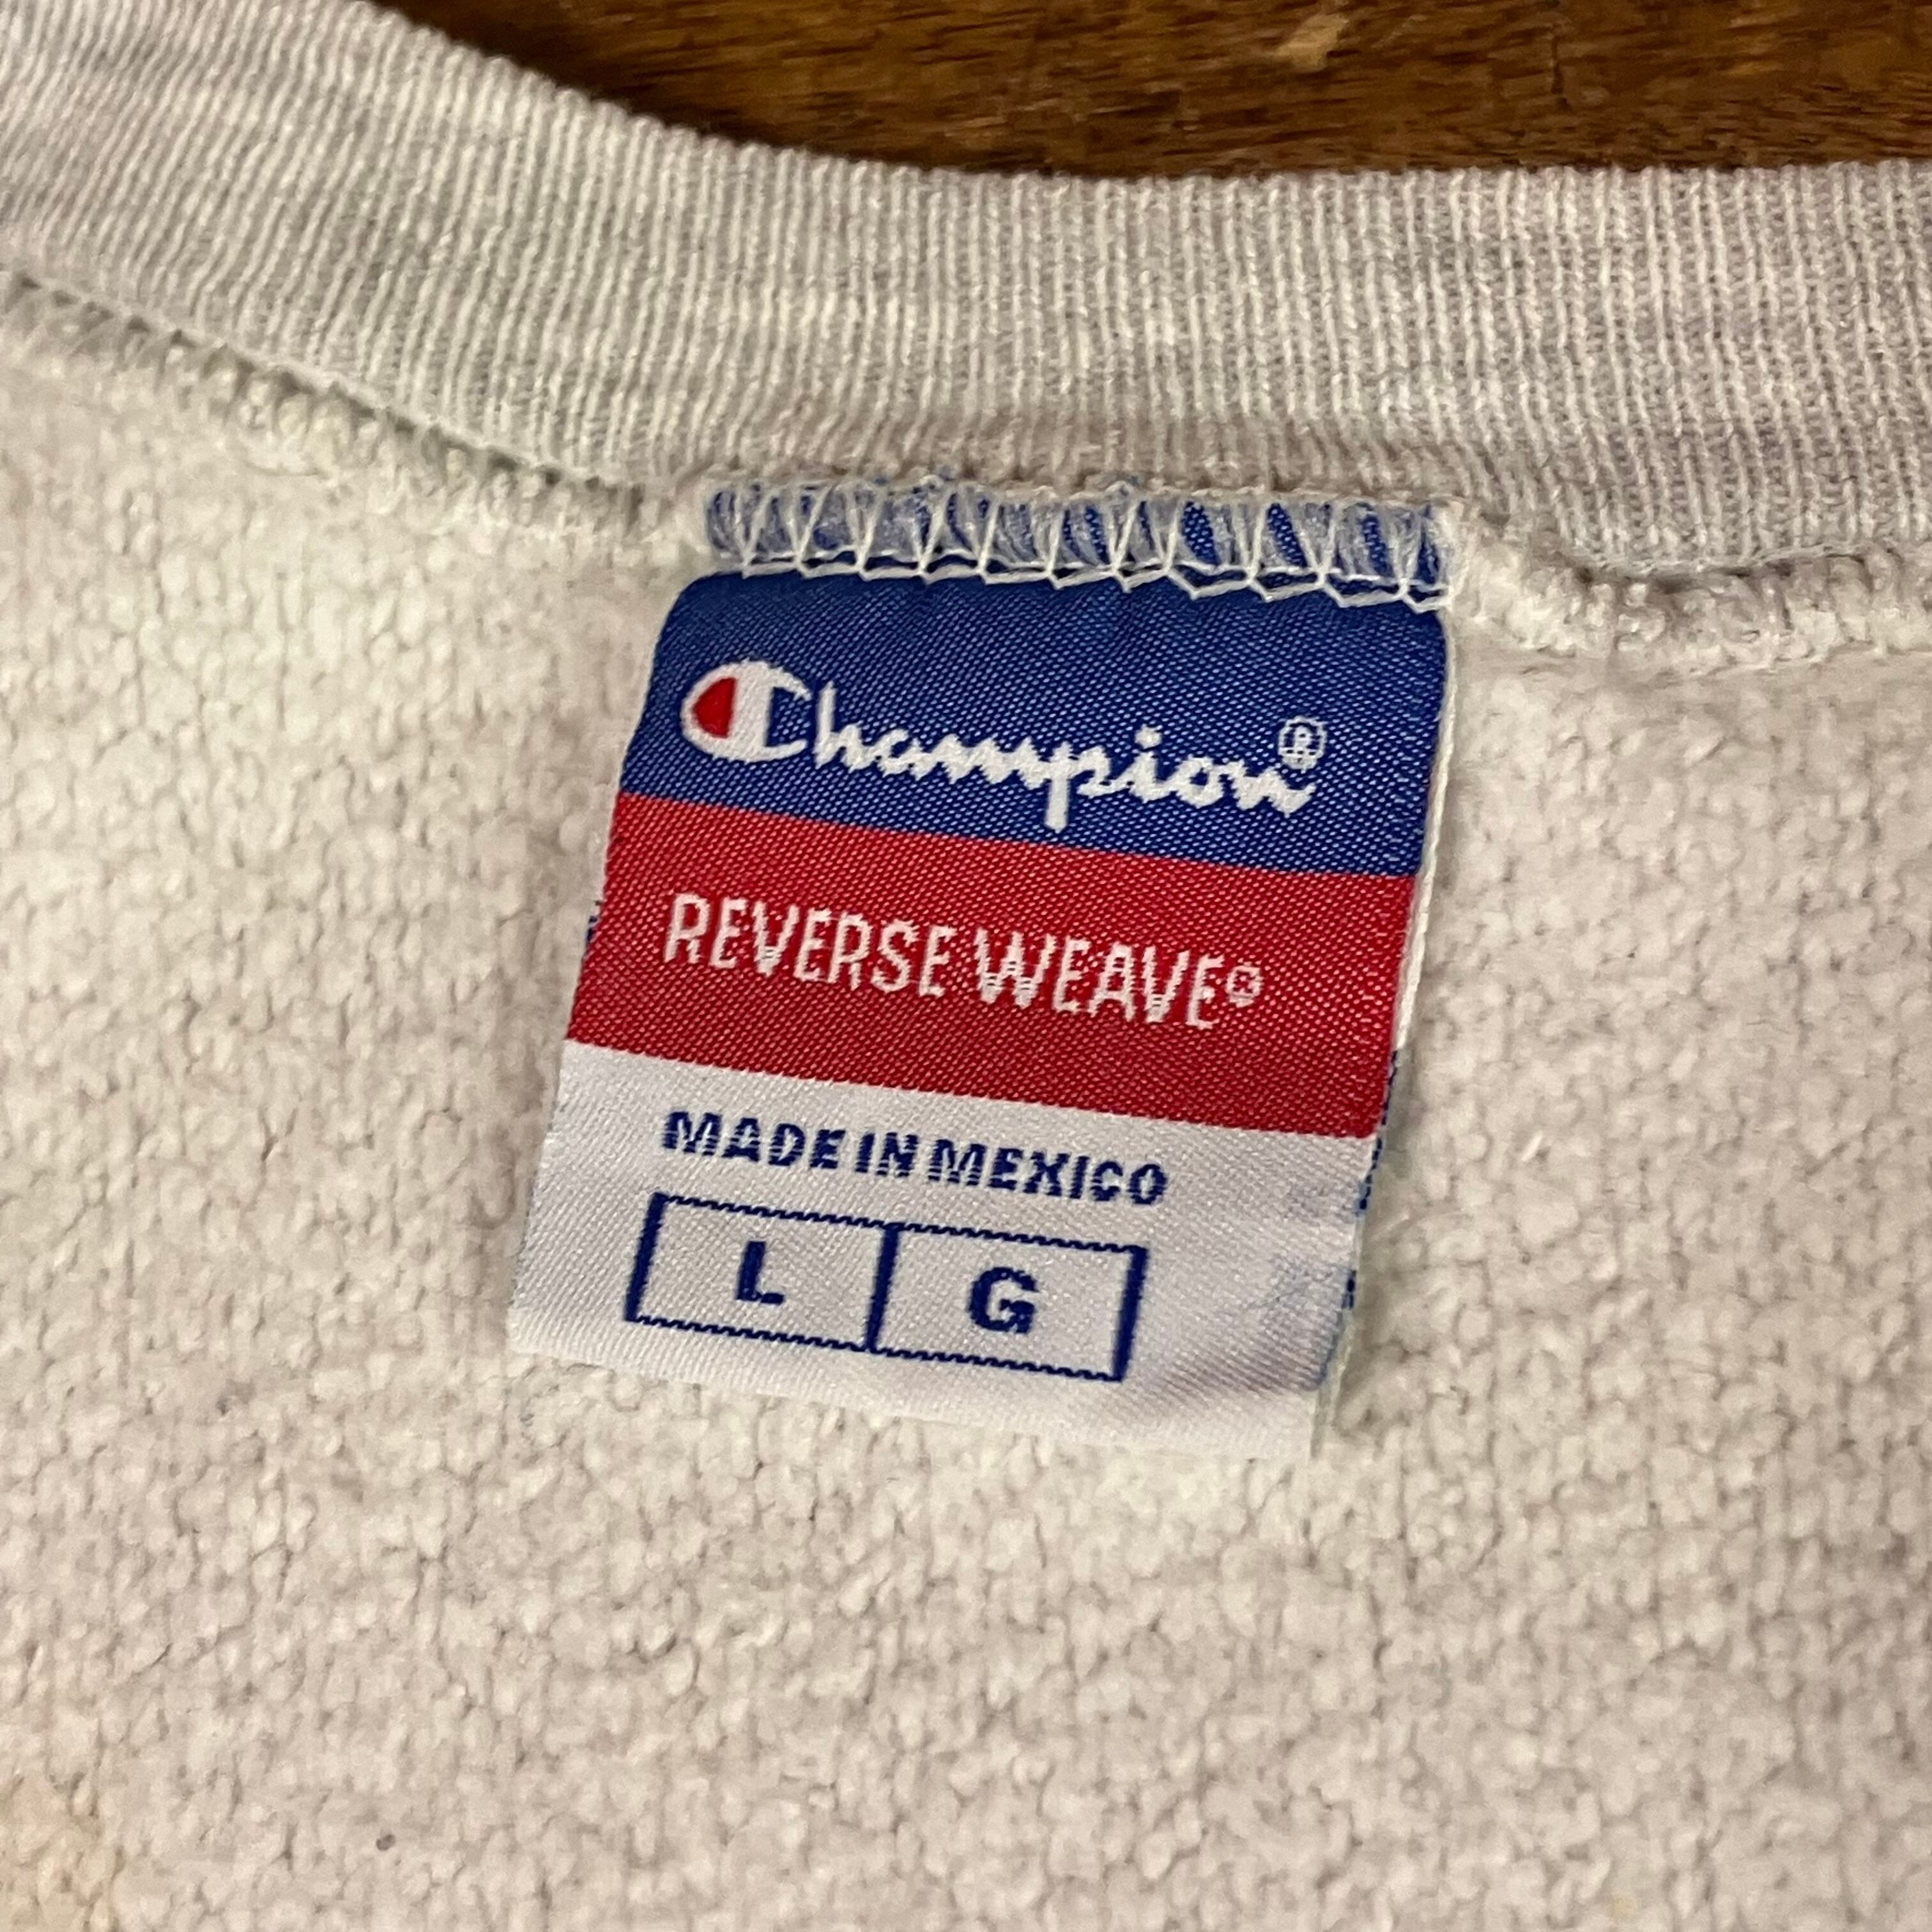 Champion®
REVERSE WEAVE®
MADE IN MEXICO
L G